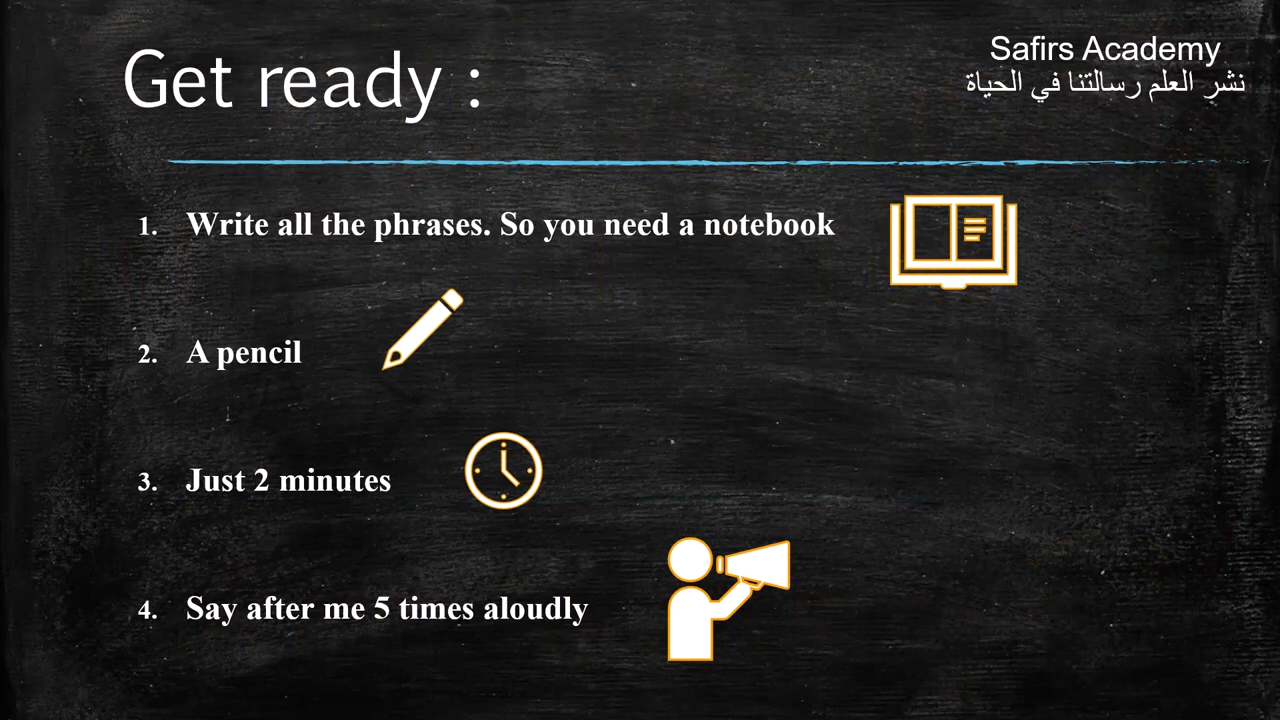 Get ready :
Safirs Academy
نشر العلم رسالتنا في الحياة
1. Write all the phrases. So you need a notebook
2. A pencil
3. Just 2 minutes
4. Say after me 5 times aloudly